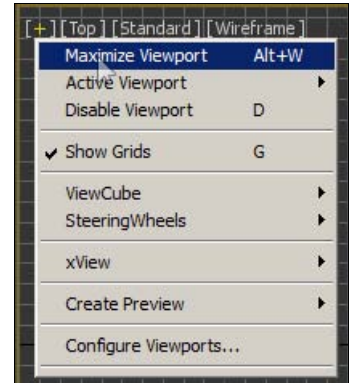 [+][Top][Standard][Wireframe]
Maximize Viewport Alt+W
Active Viewport
Disable Viewport D
Show Grids G
ViewCube
SteeringWheels
xView
Create Preview
Configure Viewports...